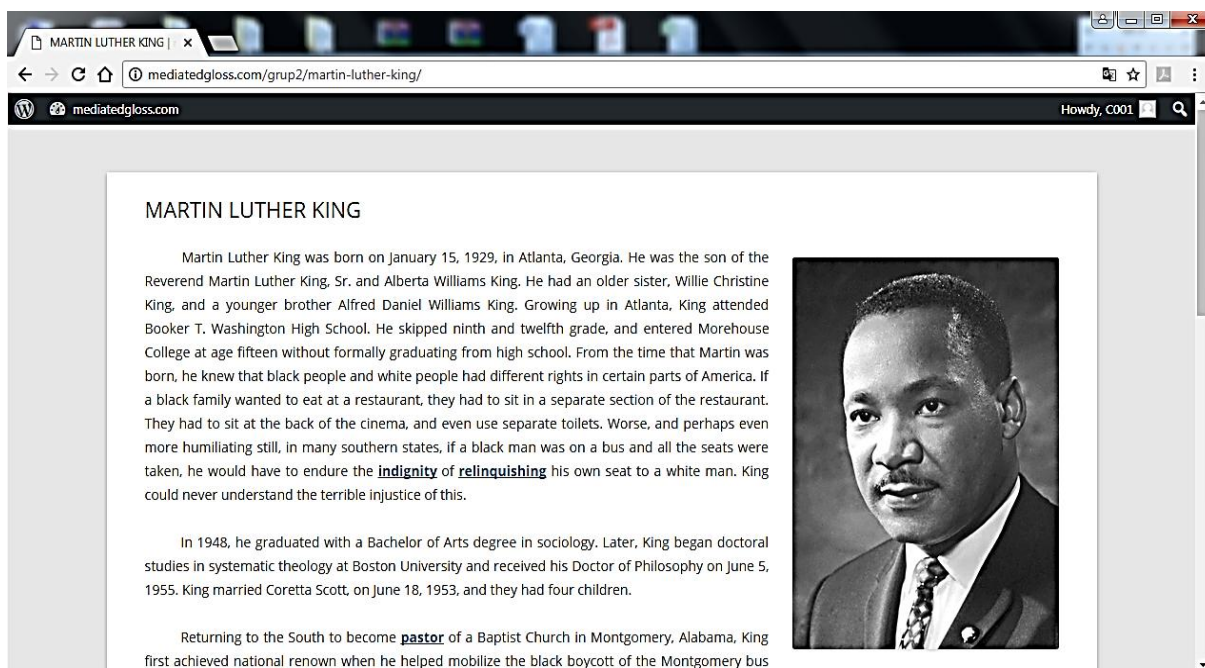 MARTIN LUTHER KING |
mediatedgloss.com/grup2/martin-luther-king/
mediatedgloss.com
Howdy, C001
MARTIN LUTHER KING
Martin Luther King was born on January 15, 1929, in Atlanta, Georgia. He was the son of the
Reverend Martin Luther King, Sr. and Alberta Williams King. He had an older sister, Willie Christine
King, and a younger brother Alfred Daniel Williams King. Growing up in Atlanta, King attended
Booker T. Washington High School. He skipped ninth and twelfth grade, and entered Morehouse
College at age fifteen without formally graduating from high school. From the time that Martin was
born, he knew that black people and white people had different rights in certain parts of America. If
a black family wanted to eat at a restaurant, they had to sit in a separate section of the restaurant.
They had to sit at the back of the cinema, and even use separate toilets. Worse, and perhaps even
more humiliating still, in many southern states, if a black man was on a bus and all the seats were
taken, he would have to endure the indignity of relinquishing his own seat to a white man. King
could never understand the terrible injustice of this.
In 1948, he graduated with a Bachelor of Arts degree in sociology. Later, King began doctoral
studies in systematic theology at Boston University and received his Doctor of Philosophy on June 5,
1955. King married Coretta Scott, on June 18, 1953, and they had four children.
Returning to the South to become pastor of a Baptist Church in Montgomery, Alabama, King
first achieved national renown when he helped mobilize the black boycott of the Montgomery bus